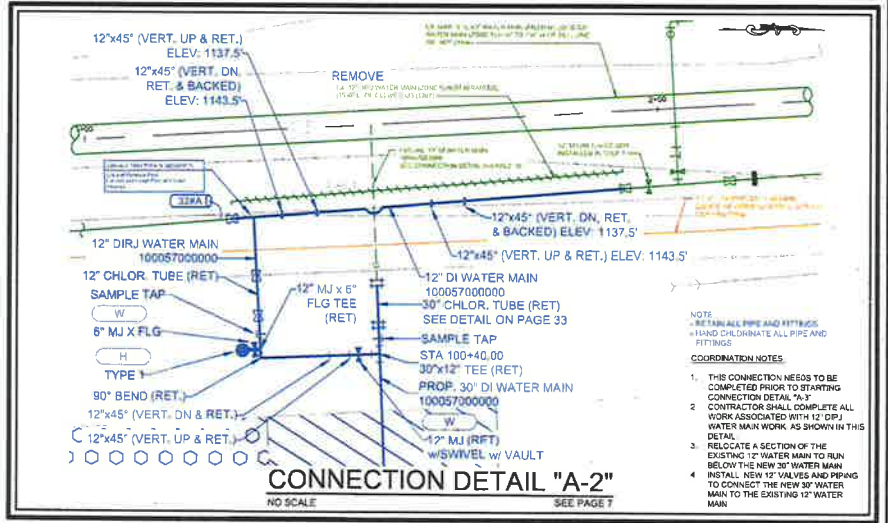 12"x45° (VERT. UP & RET.)
ELEV: 1137.5'
12"x45° (VERT. DN,
RET. & BACKED)
ELEV: 1143.5'
REMOVE
12" DIRJ WATER MAIN
100057000000
12" CHLOR. TUBE (RET)
SAMPLE TAP
W
6" MJ X FLG
H
TYPE 1
90° BEND (RET.)
12"x45° (VERT. DN & RET.)
12"x45° (VERT. UP & RET.)
12" MJ x 6"
FLG TEE
(RET)
12"x45° (VERT. DN, RET.
& BACKED) ELEV: 1137.5'
12"x45° (VERT. UP & RET.) ELEV: 1143.5'
12" DI WATER MAIN
100057000000
30" CHLOR. TUBE (RET)
SEE DETAIL ON PAGE 33
SAMPLE TAP
STA 100+40.00
30"x12" TEE (RET)
PROP. 30" DI WATER MAIN
100057000000
W
12" MJ (RET)
w/SWIVEL w/ VAULT
NOTE
- RETAIN ALL PIPE AND FITTINGS
- HAND CHLORINATE ALL PIPE AND
FITTINGS
COORDINATION NOTES
1. THIS CONNECTION NEEDS TO BE
COMPLETED PRIOR TO STARTING
CONNECTION DETAIL "A-3"
2 CONTRACTOR SHALL COMPLETE ALL
WORK ASSOCIATED WITH 12" DIPJ
WATER MAIN WORK, AS SHOWN IN THIS
DETAIL
3. RELOCATE A SECTION OF THE
EXISTING 12" WATER MAIN TO RUN
BELOW THE NEW 30" WATER MAIN
4 INSTALL NEW 12" VALVES AND PIPING
TO CONNECT THE NEW 30" WATER
MAIN TO THE EXISTING 12" WATER
MAIN
CONNECTION DETAIL "A-2"
NO SCALE
SEE PAGE 7